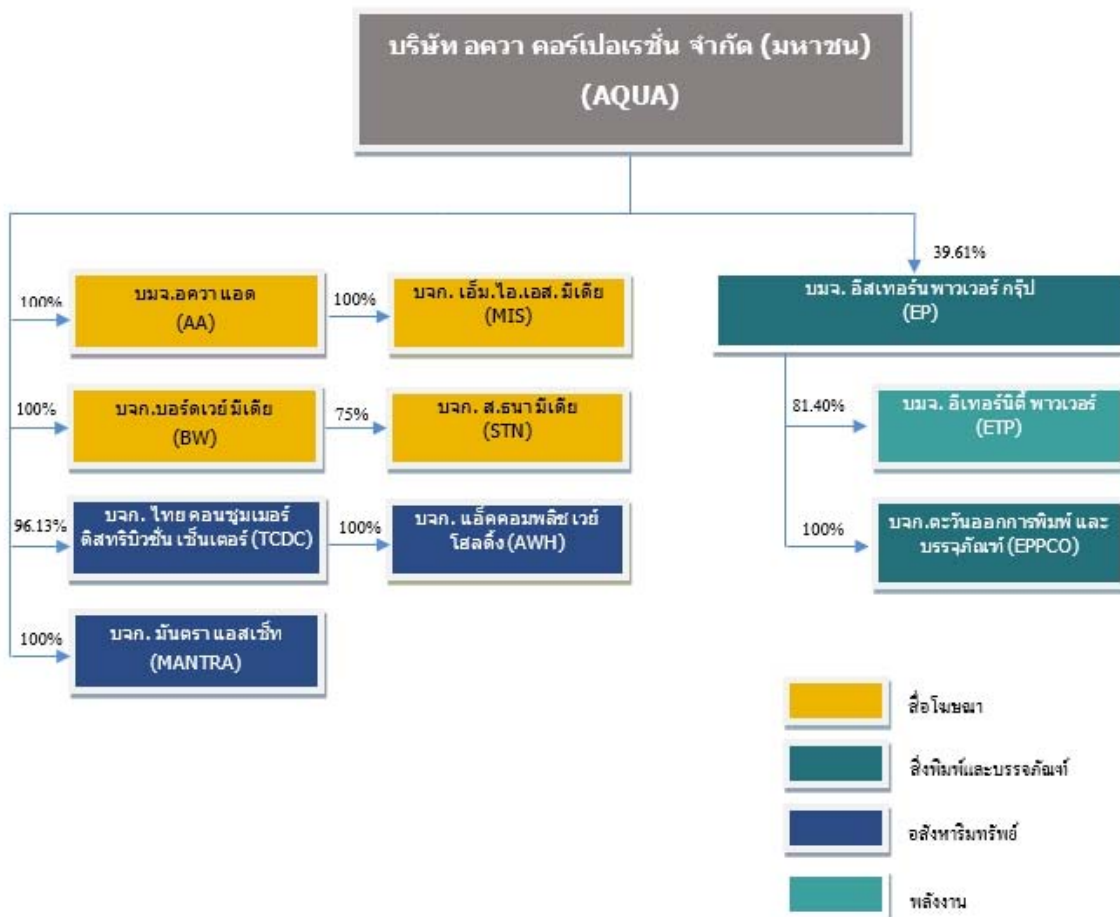 บริษัท อควา คอร์เปอเรชั่น จำกัด (มหาชน)
(AQUA)
39.61%
100%
บมจ.อควา แอด
(AA)
100%
บจก. เอ็ม.ไอ.เอส. มีเดีย
(MIS)
บมจ. อีสเทอร์น พาวเวอร์ กรุ๊ป
(EP)
100%
บจก.บอร์ดเวย์ มีเดีย
(BW)
75%
บจก. ส.ธนา มีเดีย
(STN)
81.40%
บมจ. อีเทอร์นิตี้ พาวเวอร์
(ETP)
96.13%
บจก. ไทย คอนซูมเมอร์
ดิสทริบิวชั่น เซ็นเตอร์ (TCDC)
100%
บจก. แอ็คคอมพลิช เวย์
โฮลดิ้ง (AWH)
100%
บจก.ตะวันออกการพิมพ์ และ
บรรจุภัณฑ์ (EPPCO)
100%
บจก. มันตรา แอสเซ็ท
(MANTRA)
สื่อโฆษณา
สิ่งพิมพ์และบรรจภัณฑ์
อสังหาริมทรัพย์
พลังงาน